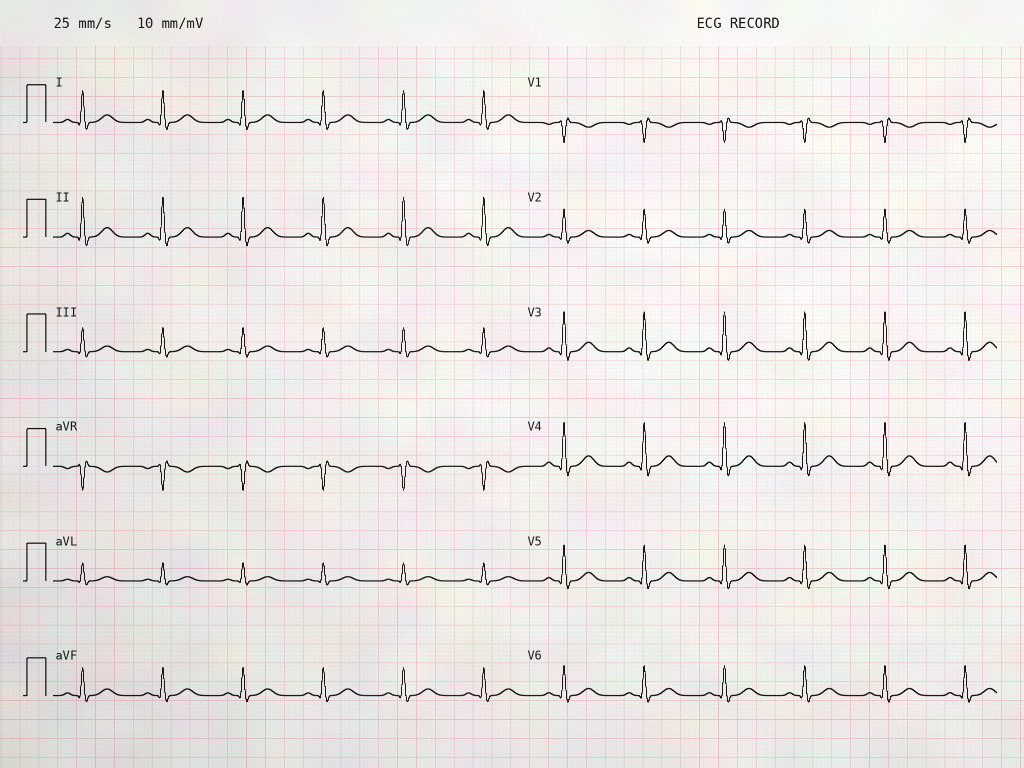 25 mm/s 10 mm/mV ECG RECORD
I V1
II V2
III V3
aVR V4
aVL V5
aVF V6